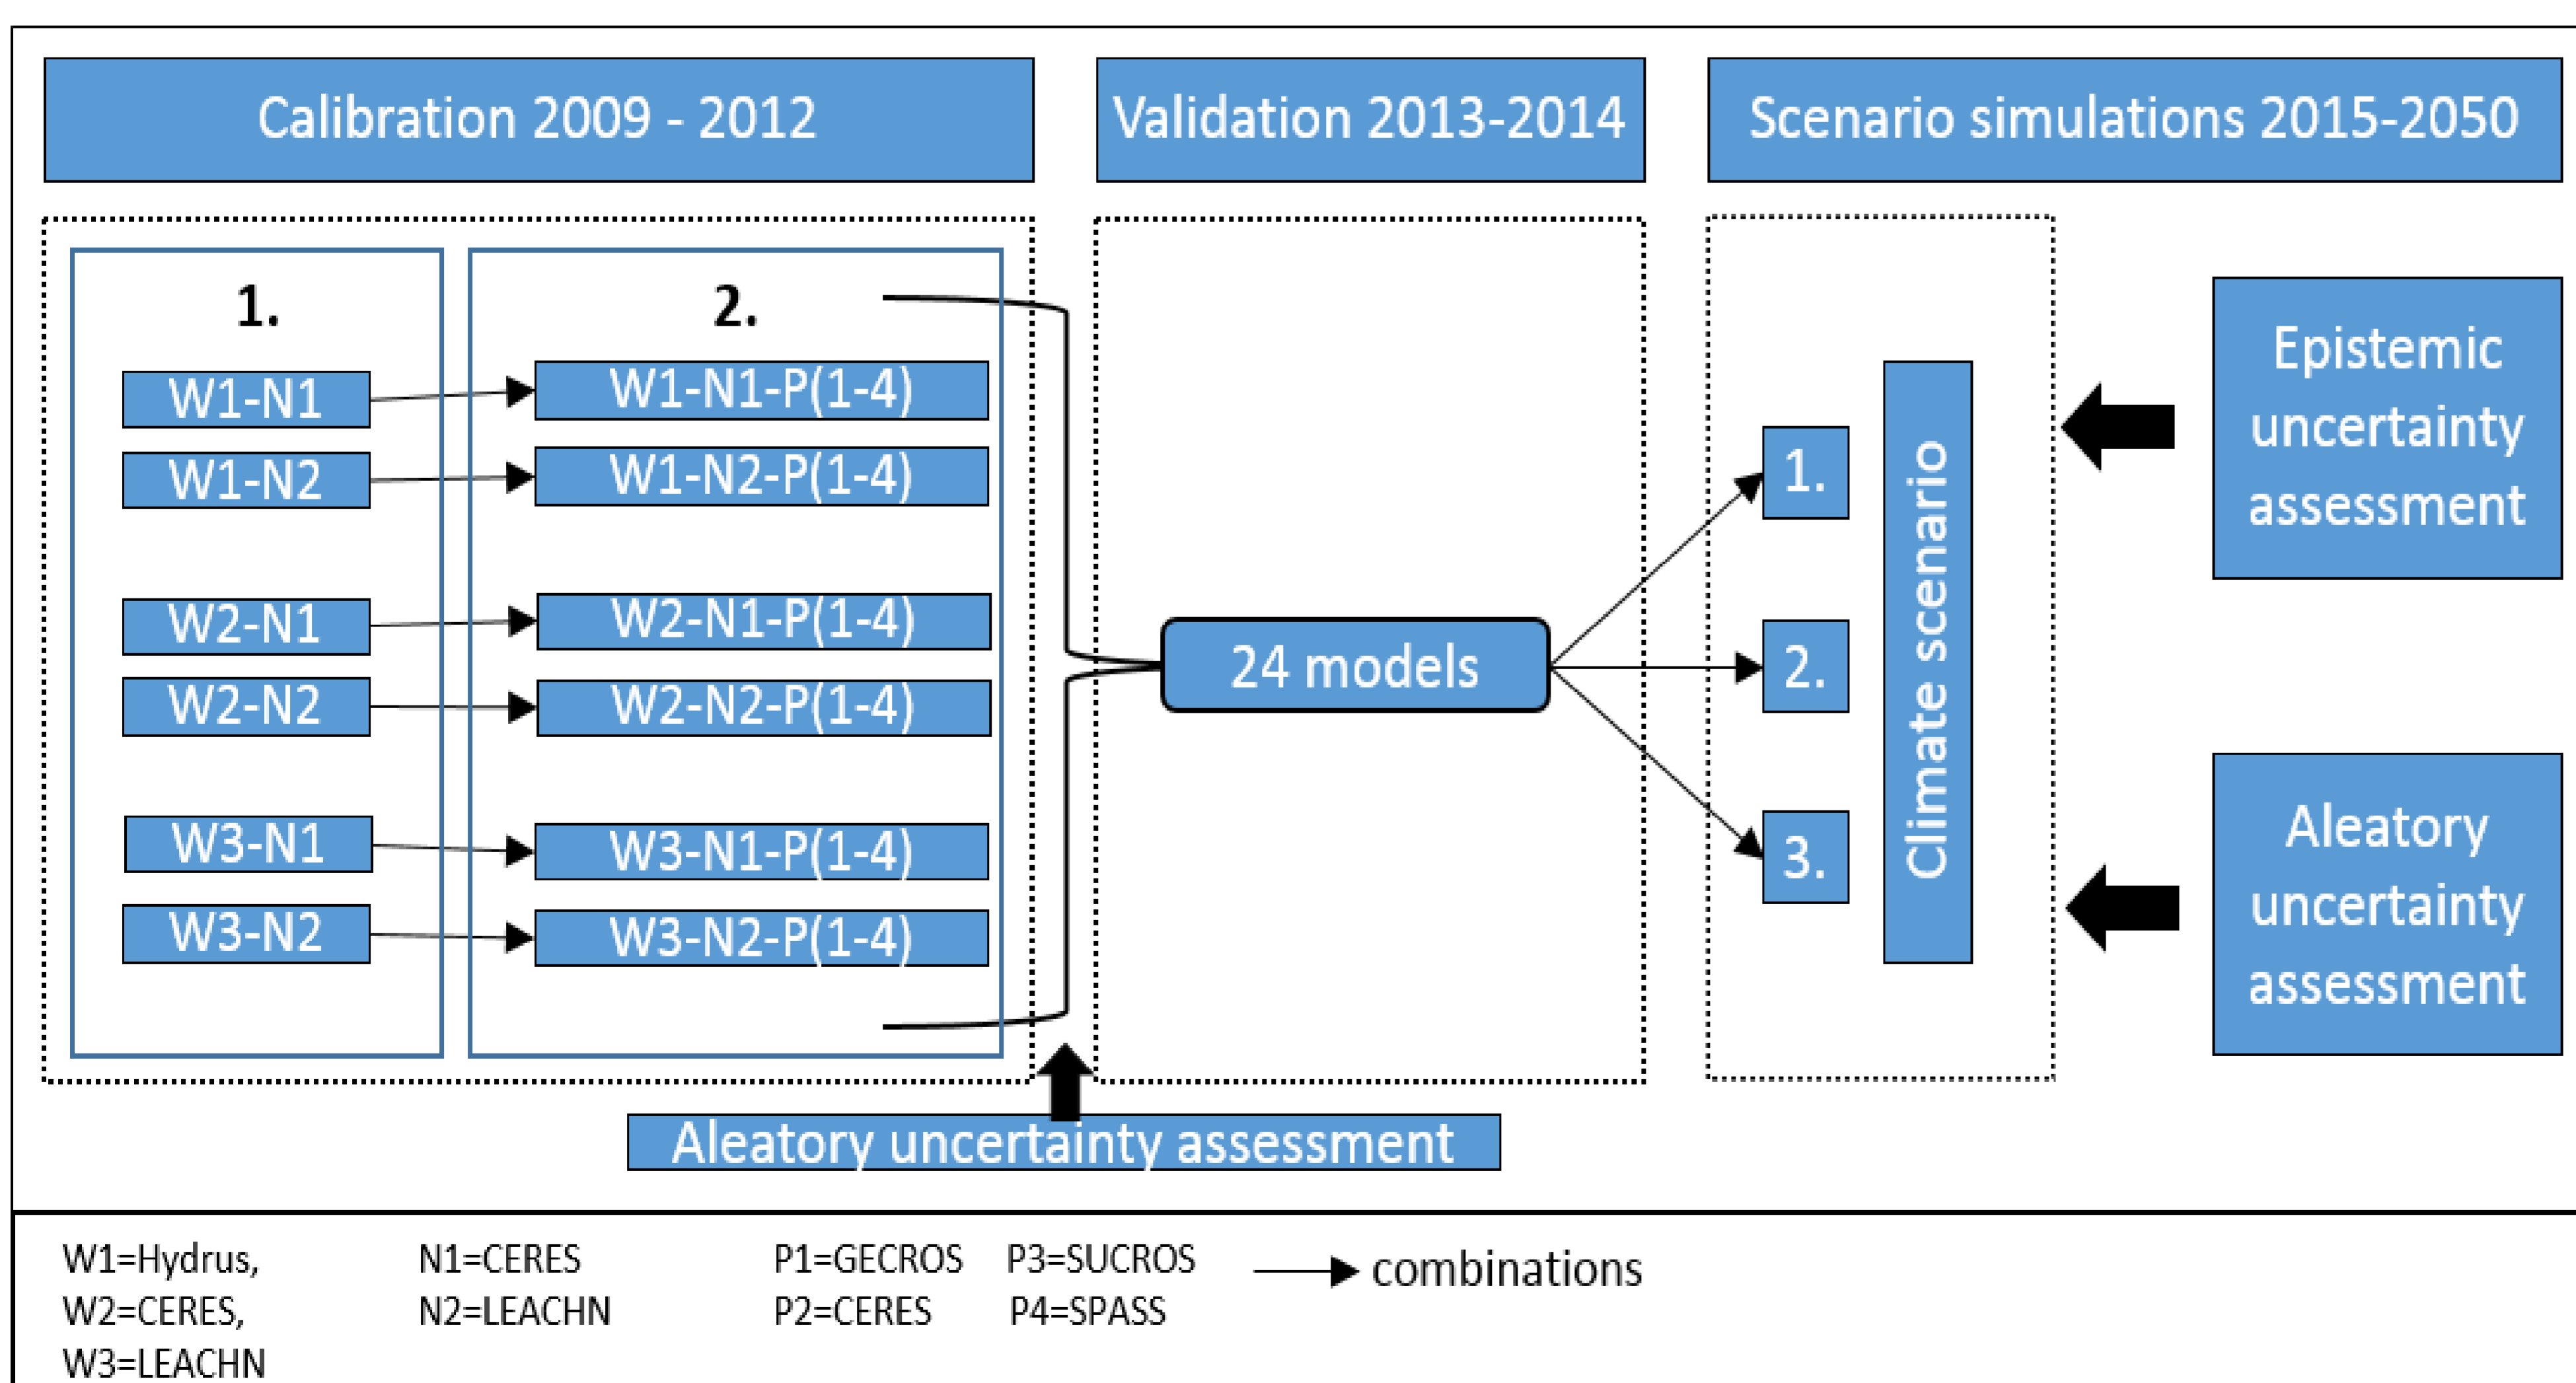 Calibration 2009 - 2012
Validation 2013-2014
Scenario simulations 2015-2050
1.
2.
W1-N1
W1-N1-P(1-4)
W1-N2
W1-N2-P(1-4)
W2-N1
W2-N1-P(1-4)
W2-N2
W2-N2-P(1-4)
W3-N1
W3-N1-P(1-4)
W3-N2
W3-N2-P(1-4)
24 models
1.
2.
3.
Climate scenario
Epistemic
uncertainty
assessment
Aleatory
uncertainty
assessment
Aleatory uncertainty assessment
W1=Hydrus,
W2=CERES,
W3=LEACHN
N1=CERES
N2=LEACHN
P1=GECROS
P2=CERES
P3=SUCROS
P4=SPASS
combinations